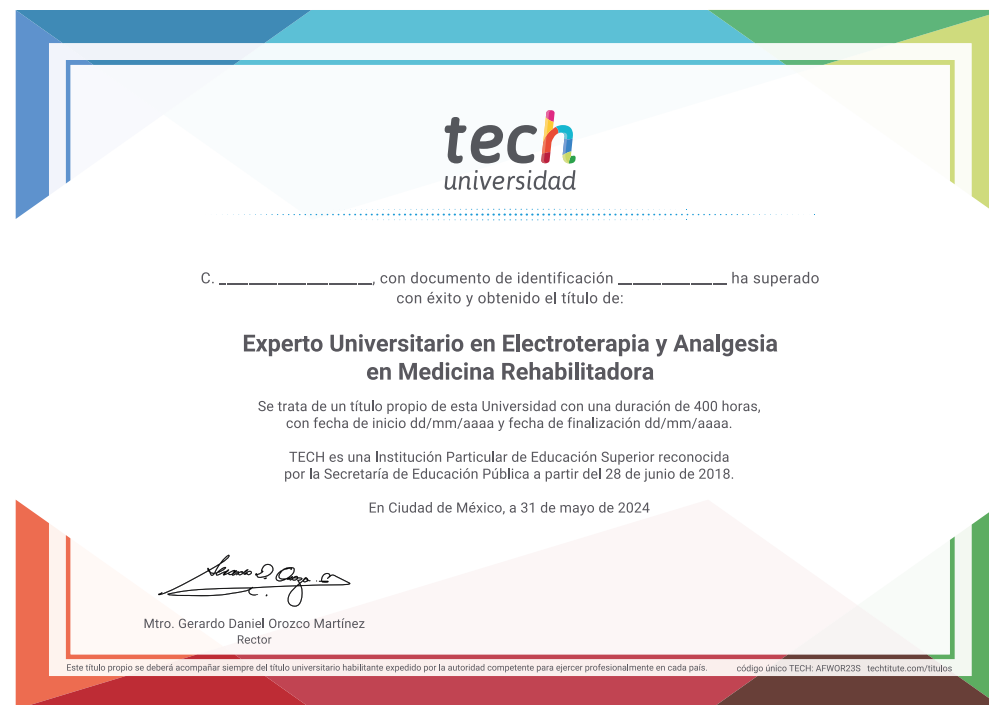 tech
universidad
C. ____________________, con documento de identificación ______________ ha superado
con éxito y obtenido el título de:
Experto Universitario en Electroterapia y Analgesia
en Medicina Rehabilitadora
Se trata de un título propio de esta Universidad con una duración de 400 horas,
con fecha de inicio dd/mm/aaaa y fecha de finalización dd/mm/aaaa.
TECH es una Institución Particular de Educación Superior reconocida
por la Secretaría de Educación Pública a partir del 28 de junio de 2018.
En Ciudad de México, a 31 de mayo de 2024
Mtro. Gerardo Daniel Orozco Martínez
Rector
Este título propio se deberá acompañar siempre del título universitario habilitante expedido por la autoridad competente para ejercer profesionalmente en cada país. código único TECH: AFWOR23S techtitute.com/titulos